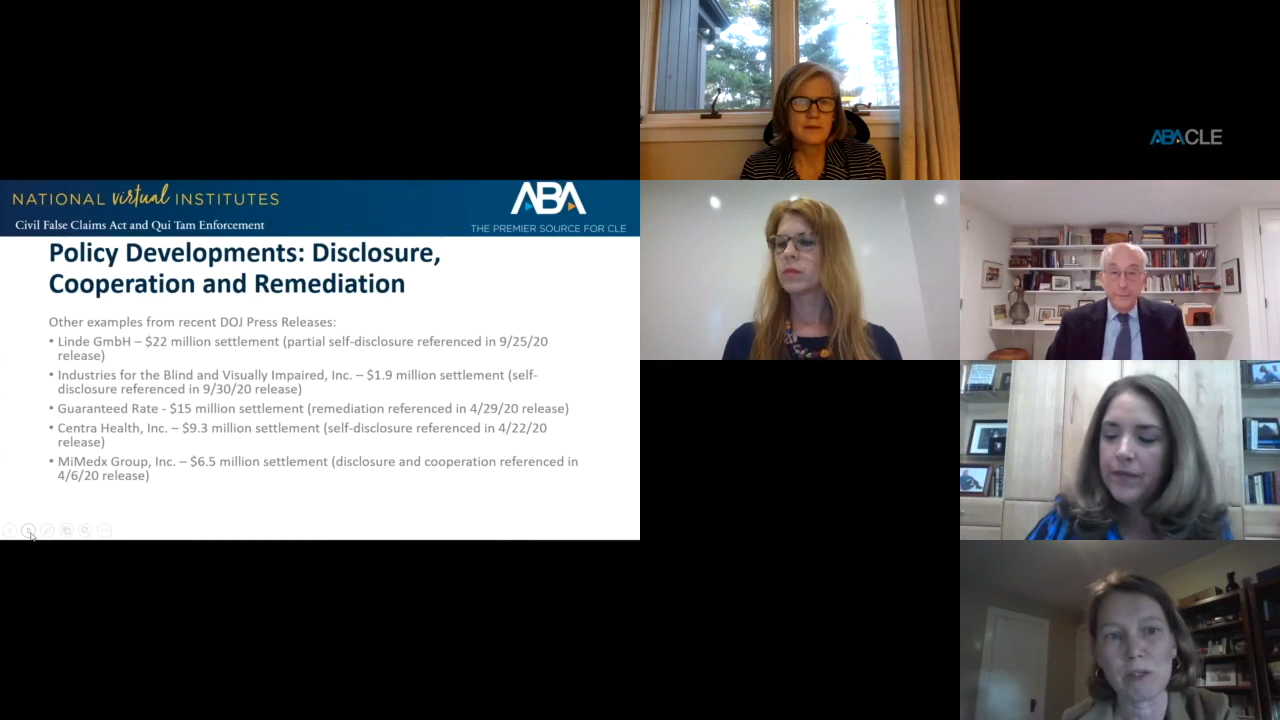 ABA CLE
NATIONAL virtual INSTITUTES
Civil False Claims Act and Qui Tam Enforcement
ABA
THE PREMIER SOURCE FOR CLE
Policy Developments: Disclosure,
Cooperation and Remediation
Other examples from recent DOJ Press Releases:
• Linde GmbH – $22 million settlement (partial self-disclosure referenced in 9/25/20
release)
• Industries for the Blind and Visually Impaired, Inc. – $1.9 million settlement (self-
disclosure referenced in 9/30/20 release)
• Guaranteed Rate - $15 million settlement (remediation referenced in 4/29/20 release)
• Centra Health, Inc. – $9.3 million settlement (self-disclosure referenced in 4/22/20
release)
• MiMedx Group, Inc. – $6.5 million settlement (disclosure and cooperation referenced in
4/6/20 release)